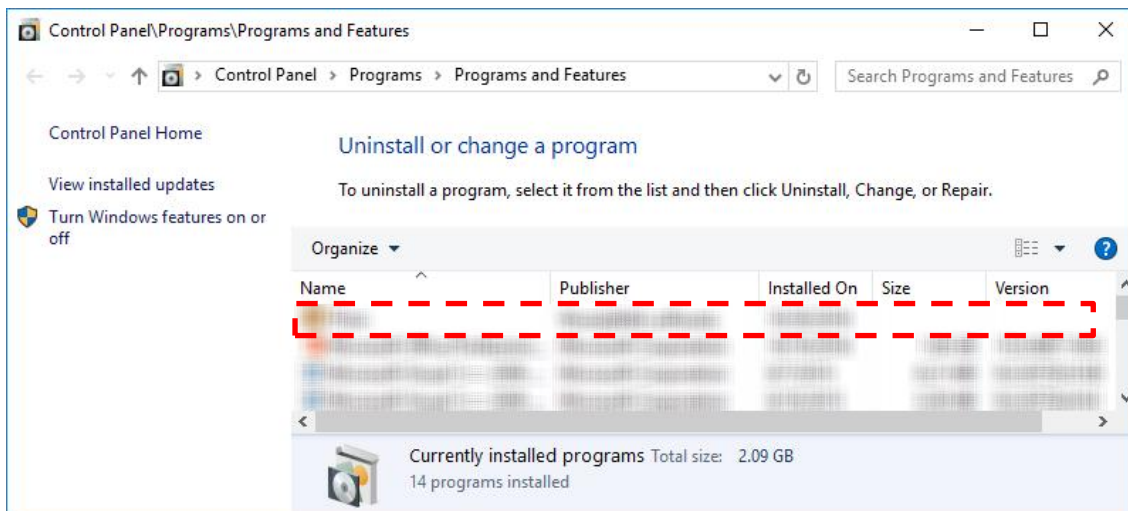 Control Panel\Programs\Programs and Features
Control Panel > Programs > Programs and Features
Search Programs and Features
Control Panel Home
View installed updates
Turn Windows features on or
off
Uninstall or change a program
To uninstall a program, select it from the list and then click Uninstall, Change, or Repair.
Organize
Name Publisher Installed On Size Version
Currently installed programs Total size: 2.09 GB
14 programs installed